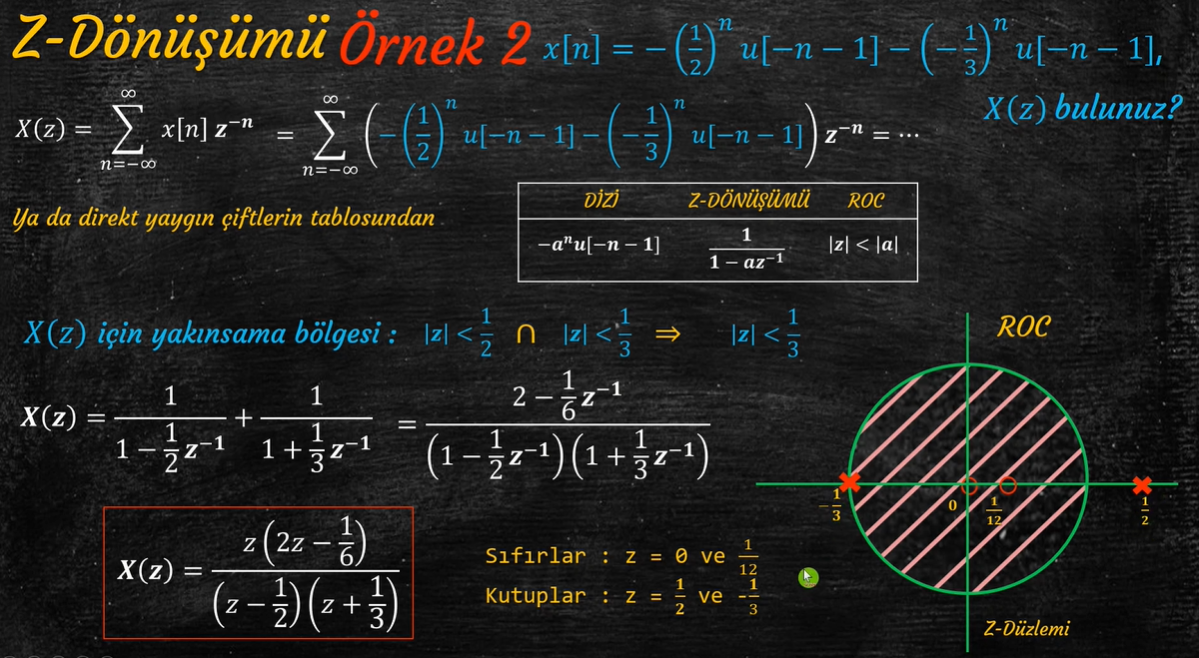 Z-Dönüşümü Örnek 2 x[n] = −(1/2)^n u[−n − 1] − (−1/3)^n u[−n − 1],
X(z) bulunuz?
X(z) = ∑_{n=−∞}^{∞} x[n] z^{−n} = ∑_{n=−∞}^{∞} (−(1/2)^n u[−n − 1] − (−1/3)^n u[−n − 1]) z^{−n} = ⋯
Ya da direkt yaygın çiftlerin tablosundan
DİZİ Z-DÖNÜŞÜMÜ ROC
−a^n u[−n − 1] 1/(1 − az^{−1}) |z| < |a|
X(z) için yakınsama bölgesi : |z| < 1/2 ∩ |z| < 1/3 ⇒ |z| < 1/3
X(z) = 1/(1 − 1/2 z^{−1}) + 1/(1 + 1/3 z^{−1}) = (2 − 1/6 z^{−1})/((1 − 1/2 z^{−1})(1 + 1/3 z^{−1}))
X(z) = z(2z − 1/6)/((z − 1/2)(z + 1/3))
Sıfırlar : z = 0 ve 1/12
Kutuplar : z = 1/2 ve -1/3
ROC
−1/3 0 1/12 1/2
Z-Düzlemi